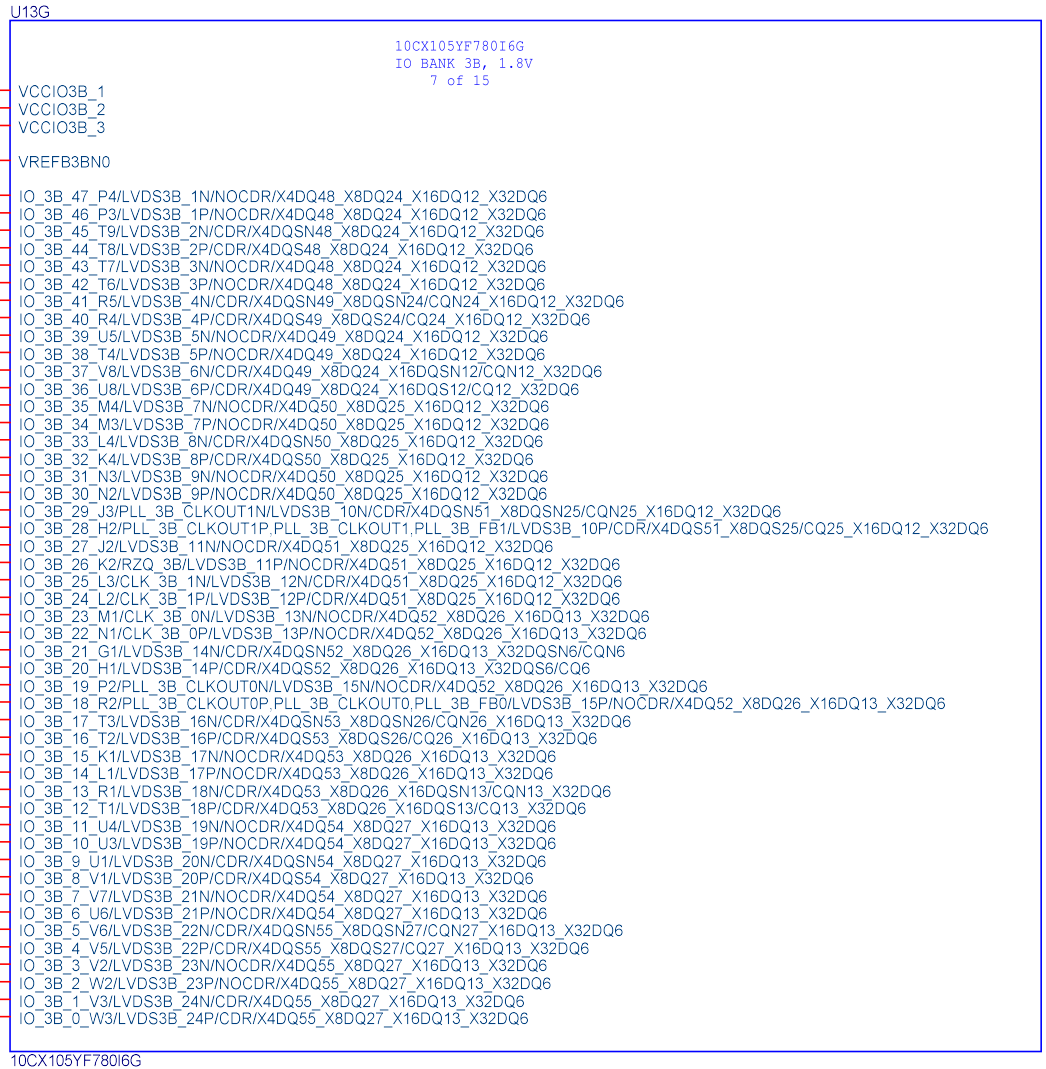 U13G
10CX105YF780I6G
IO BANK 3B, 1.8V
7 of 15
VCCIO3B_1
VCCIO3B_2
VCCIO3B_3
VREFB3BN0
IO_3B_47_P4/LVDS3B_1N/NOCDR/X4DQ48_X8DQ24_X16DQ12_X32DQ6
IO_3B_46_P3/LVDS3B_1P/NOCDR/X4DQ48_X8DQ24_X16DQ12_X32DQ6
IO_3B_45_T9/LVDS3B_2N/CDR/X4DQSN48_X8DQ24_X16DQ12_X32DQ6
IO_3B_44_T8/LVDS3B_2P/CDR/X4DQS48_X8DQ24_X16DQ12_X32DQ6
IO_3B_43_T7/LVDS3B_3N/NOCDR/X4DQ48_X8DQ24_X16DQ12_X32DQ6
IO_3B_42_T6/LVDS3B_3P/NOCDR/X4DQ48_X8DQ24_X16DQ12_X32DQ6
IO_3B_41_R5/LVDS3B_4N/CDR/X4DQSN49_X8DQSN24/CQN24_X16DQ12_X32DQ6
IO_3B_40_R4/LVDS3B_4P/CDR/X4DQS49_X8DQS24/CQ24_X16DQ12_X32DQ6
IO_3B_39_U5/LVDS3B_5N/NOCDR/X4DQ49_X8DQ24_X16DQ12_X32DQ6
IO_3B_38_T4/LVDS3B_5P/NOCDR/X4DQ49_X8DQ24_X16DQ12_X32DQ6
IO_3B_37_V8/LVDS3B_6N/CDR/X4DQ49_X8DQ24_X16DQSN12/CQN12_X32DQ6
IO_3B_36_U8/LVDS3B_6P/CDR/X4DQ49_X8DQ24_X16DQS12/CQ12_X32DQ6
IO_3B_35_M4/LVDS3B_7N/NOCDR/X4DQ50_X8DQ25_X16DQ12_X32DQ6
IO_3B_34_M3/LVDS3B_7P/NOCDR/X4DQ50_X8DQ25_X16DQ12_X32DQ6
IO_3B_33_L4/LVDS3B_8N/CDR/X4DQSN50_X8DQ25_X16DQ12_X32DQ6
IO_3B_32_K4/LVDS3B_8P/CDR/X4DQS50_X8DQ25_X16DQ12_X32DQ6
IO_3B_31_N3/LVDS3B_9N/NOCDR/X4DQ50_X8DQ25_X16DQ12_X32DQ6
IO_3B_30_N2/LVDS3B_9P/NOCDR/X4DQ50_X8DQ25_X16DQ12_X32DQ6
IO_3B_29_J3/PLL_3B_CLKOUT1N/LVDS3B_10N/CDR/X4DQSN51_X8DQSN25/CQN25_X16DQ12_X32DQ6
IO_3B_28_H2/PLL_3B_CLKOUT1P,PLL_3B_CLKOUT1,PLL_3B_FB1/LVDS3B_10P/CDR/X4DQS51_X8DQS25/CQ25_X16DQ12_X32DQ6
IO_3B_27_J2/LVDS3B_11N/NOCDR/X4DQ51_X8DQ25_X16DQ12_X32DQ6
IO_3B_26_K2/RZQ_3B/LVDS3B_11P/NOCDR/X4DQ51_X8DQ25_X16DQ12_X32DQ6
IO_3B_25_L3/CLK_3B_1N/LVDS3B_12N/CDR/X4DQ51_X8DQ25_X16DQ12_X32DQ6
IO_3B_24_L2/CLK_3B_1P/LVDS3B_12P/CDR/X4DQ51_X8DQ25_X16DQ12_X32DQ6
IO_3B_23_M1/CLK_3B_0N/LVDS3B_13N/NOCDR/X4DQ52_X8DQ26_X16DQ13_X32DQ6
IO_3B_22_N1/CLK_3B_0P/LVDS3B_13P/NOCDR/X4DQ52_X8DQ26_X16DQ13_X32DQ6
IO_3B_21_G1/LVDS3B_14N/CDR/X4DQSN52_X8DQ26_X16DQ13_X32DQSN6/CQN6
IO_3B_20_H1/LVDS3B_14P/CDR/X4DQS52_X8DQ26_X16DQ13_X32DQS6/CQ6
IO_3B_19_P2/PLL_3B_CLKOUT0N/LVDS3B_15N/NOCDR/X4DQ52_X8DQ26_X16DQ13_X32DQ6
IO_3B_18_R2/PLL_3B_CLKOUT0P,PLL_3B_CLKOUT0,PLL_3B_FB0/LVDS3B_15P/NOCDR/X4DQ52_X8DQ26_X16DQ13_X32DQ6
IO_3B_17_T3/LVDS3B_16N/CDR/X4DQSN53_X8DQSN26/CQN26_X16DQ13_X32DQ6
IO_3B_16_T2/LVDS3B_16P/CDR/X4DQS53_X8DQS26/CQ26_X16DQ13_X32DQ6
IO_3B_15_K1/LVDS3B_17N/NOCDR/X4DQ53_X8DQ26_X16DQ13_X32DQ6
IO_3B_14_L1/LVDS3B_17P/NOCDR/X4DQ53_X8DQ26_X16DQ13_X32DQ6
IO_3B_13_R1/LVDS3B_18N/CDR/X4DQ53_X8DQ26_X16DQSN13/CQN13_X32DQ6
IO_3B_12_T1/LVDS3B_18P/CDR/X4DQ53_X8DQ26_X16DQS13/CQ13_X32DQ6
IO_3B_11_U4/LVDS3B_19N/NOCDR/X4DQ54_X8DQ27_X16DQ13_X32DQ6
IO_3B_10_U3/LVDS3B_19P/NOCDR/X4DQ54_X8DQ27_X16DQ13_X32DQ6
IO_3B_9_U1/LVDS3B_20N/CDR/X4DQSN54_X8DQ27_X16DQ13_X32DQ6
IO_3B_8_V1/LVDS3B_20P/CDR/X4DQS54_X8DQ27_X16DQ13_X32DQ6
IO_3B_7_V7/LVDS3B_21N/NOCDR/X4DQ54_X8DQ27_X16DQ13_X32DQ6
IO_3B_6_U6/LVDS3B_21P/NOCDR/X4DQ54_X8DQ27_X16DQ13_X32DQ6
IO_3B_5_V6/LVDS3B_22N/CDR/X4DQSN55_X8DQSN27/CQN27_X16DQ13_X32DQ6
IO_3B_4_V5/LVDS3B_22P/CDR/X4DQS55_X8DQS27/CQ27_X16DQ13_X32DQ6
IO_3B_3_V2/LVDS3B_23N/NOCDR/X4DQ55_X8DQ27_X16DQ13_X32DQ6
IO_3B_2_W2/LVDS3B_23P/NOCDR/X4DQ55_X8DQ27_X16DQ13_X32DQ6
IO_3B_1_V3/LVDS3B_24N/CDR/X4DQ55_X8DQ27_X16DQ13_X32DQ6
IO_3B_0_W3/LVDS3B_24P/CDR/X4DQ55_X8DQ27_X16DQ13_X32DQ6
10CX105YF780I6G